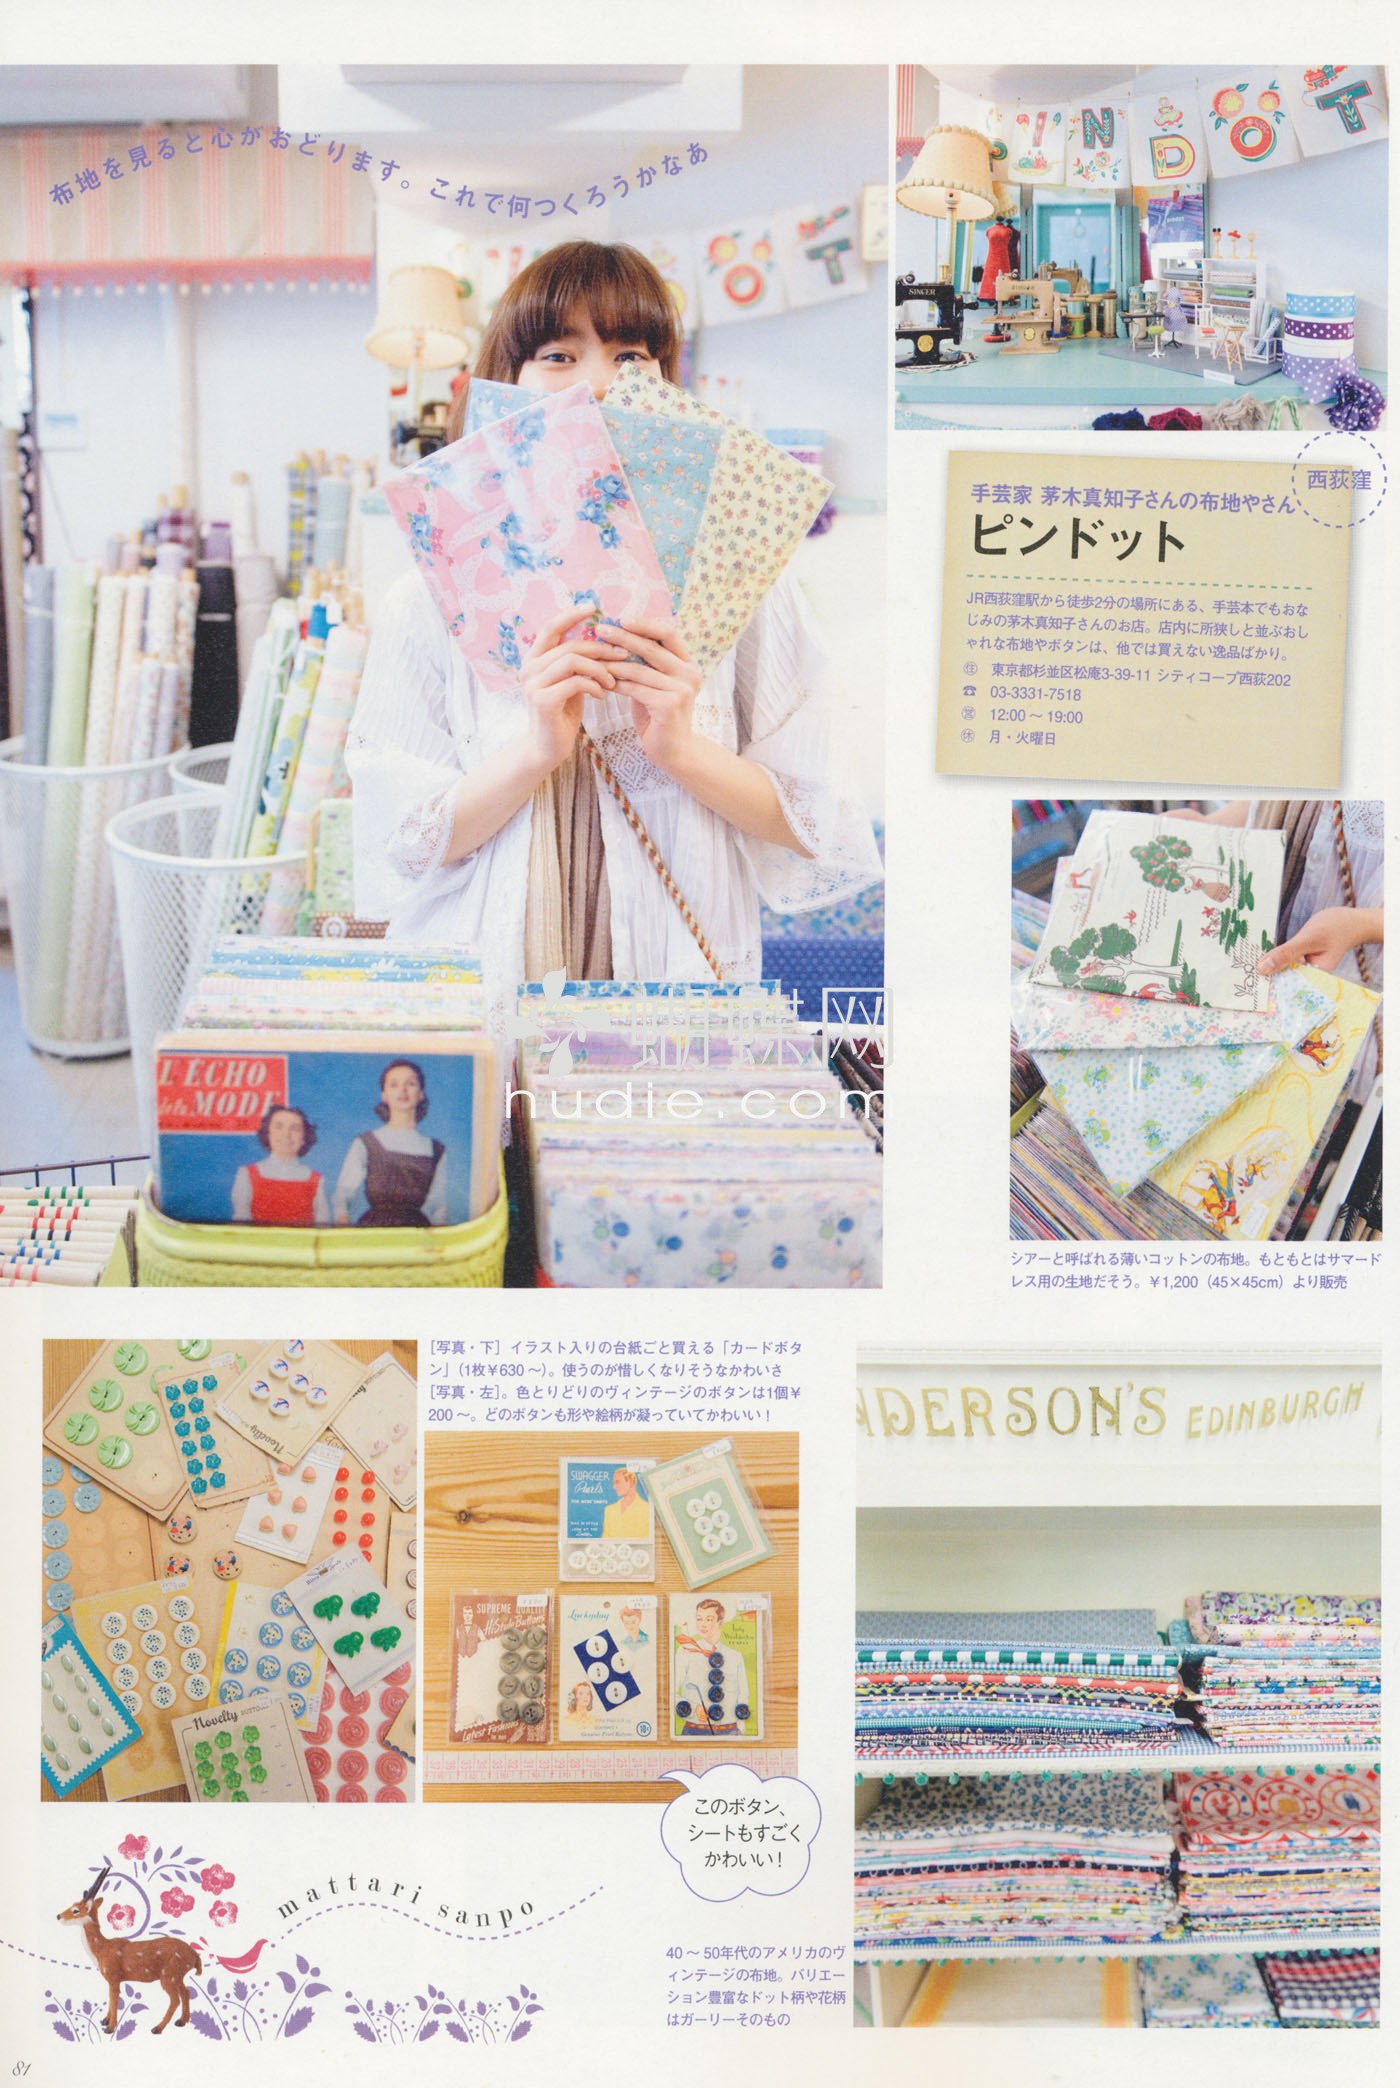 布地を見ると心がおどります。これで何つくろうかなあ
INDOT
SINGER
西荻窪
手芸家 茅木真知子さんの布地やさん
ピンドット
JR西荻窪駅から徒歩2分の場所にある、手芸本でもおな
じみの茅木真知子さんのお店。店内に所狭しと並ぶおし
ゃれな布地やボタンは、他では買えない逸品ばかり。
㊟ 東京都杉並区松庵3-39-11 シティコープ西荻202
☎ 03-3331-7518
営 12:00～19:00
休 月・火曜日
L'ÉCHO
de la MODE
蝴蝶网
hudie.com
シアーと呼ばれる薄いコットンの布地。もともとはサマード
レス用の生地だそう。￥1,200（45×45cm）より販売
［写真・下］イラスト入りの台紙ごと買える「カードボタ
ン」（1枚￥630～）。使うのが惜しくなりそうなかわいさ
［写真・左］。色とりどりのヴィンテージのボタンは1個￥
200～。どのボタンも形や絵柄が凝っていてかわいい！
SWAGGER
Pearls
SUPREME QUALITY
HiStyle Buttons
Latest Fashions
Luckyday
10¢
Novelty
NDERSON'S EDINBURGH
このボタン、
シートもすごく
かわいい！
mattari sanpo
40～50年代のアメリカのヴ
ィンテージの布地。バリエー
ション豊富なドット柄や花柄
はガーリーそのもの
81